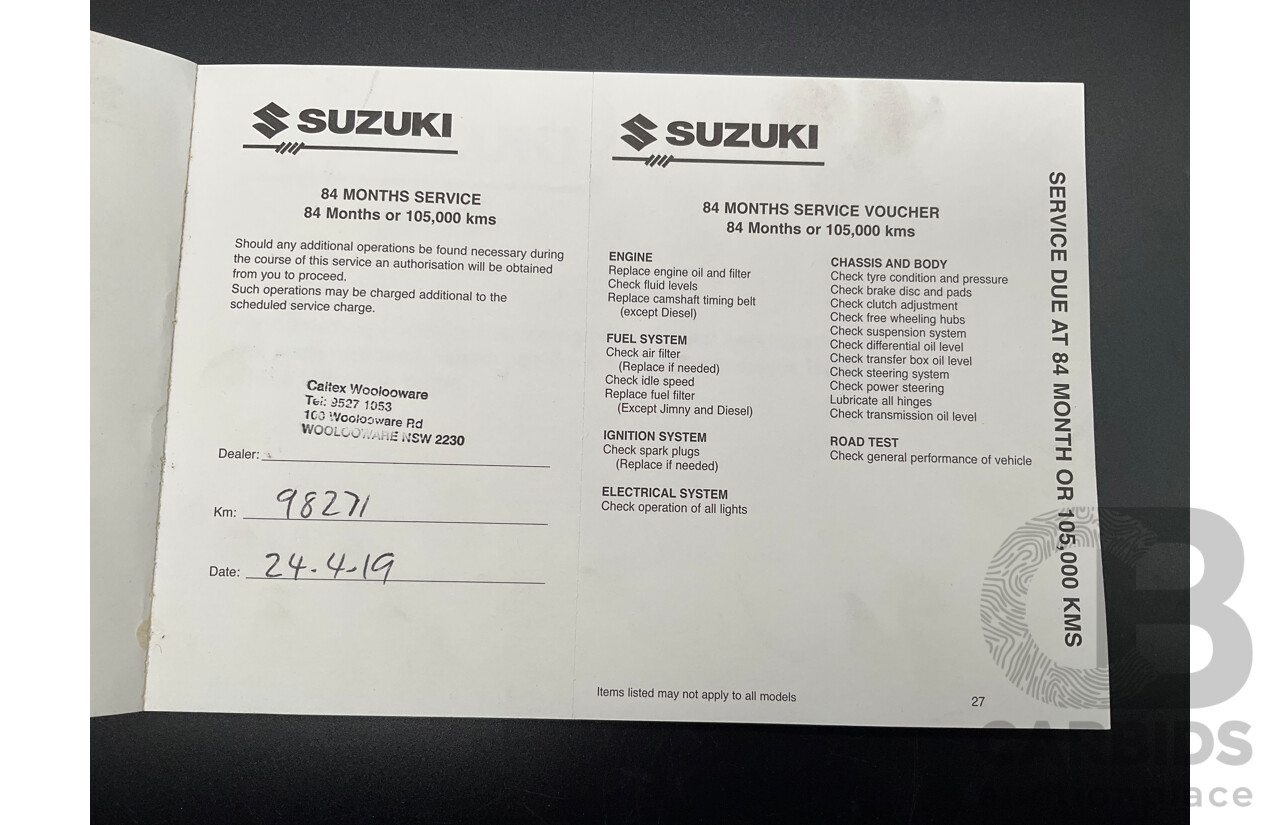 SUZUKI
84 MONTHS SERVICE
84 Months or 105,000 kms
Should any additional operations be found necessary during
the course of this service an authorisation will be obtained
from you to proceed.
Such operations may be charged additional to the
scheduled service charge.
Caltex Woolooware
Tel: 9527 1053
100 Woolooware Rd
WOOLOOWARE NSW 2230
Dealer:
Km: 98271
Date: 24.4.19
SUZUKI
84 MONTHS SERVICE VOUCHER
84 Months or 105,000 kms
ENGINE
Replace engine oil and filter
Check fluid levels
Replace camshaft timing belt
(except Diesel)
FUEL SYSTEM
Check air filter
(Replace if needed)
Check idle speed
Replace fuel filter
(Except Jimny and Diesel)
IGNITION SYSTEM
Check spark plugs
(Replace if needed)
ELECTRICAL SYSTEM
Check operation of all lights
CHASSIS AND BODY
Check tyre condition and pressure
Check brake disc and pads
Check clutch adjustment
Check free wheeling hubs
Check suspension system
Check differential oil level
Check transfer box oil level
Check steering system
Check power steering
Lubricate all hinges
Check transmission oil level
ROAD TEST
Check general performance of vehicle
Items listed may not apply to all models
27
SERVICE DUE AT 84 MONTH OR 105,000 KMS
CB
CARBIDS